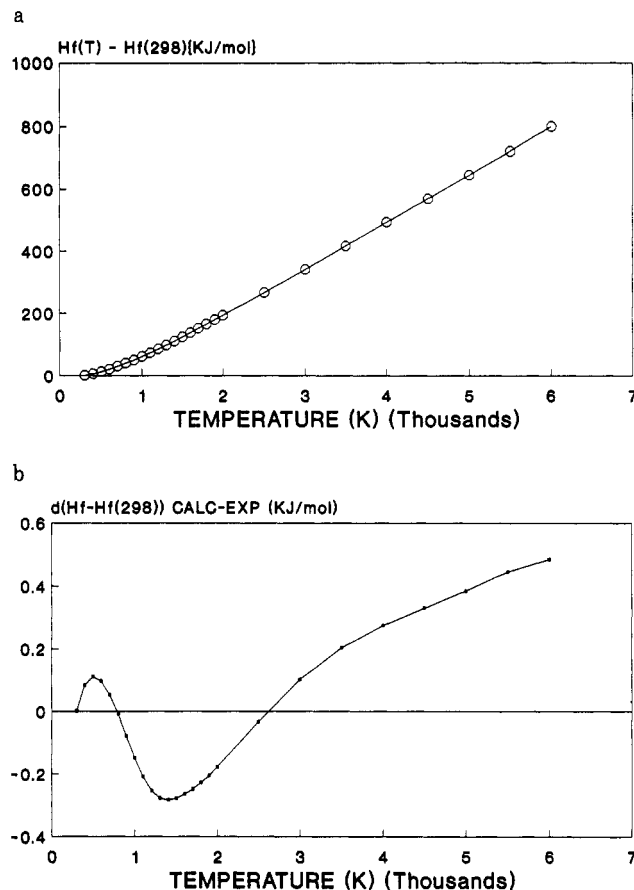 a
Hf(T) - Hf(298){KJ/mol}
1000
800
600
400
200
0
0 1 2 3 4 5 6 7
TEMPERATURE (K) (Thousands)
b
d(Hf-Hf(298)) CALC-EXP (KJ/mol)
0.6
0.4
0.2
0
-0.2
-0.4
0 1 2 3 4 5 6 7
TEMPERATURE (K) (Thousands)